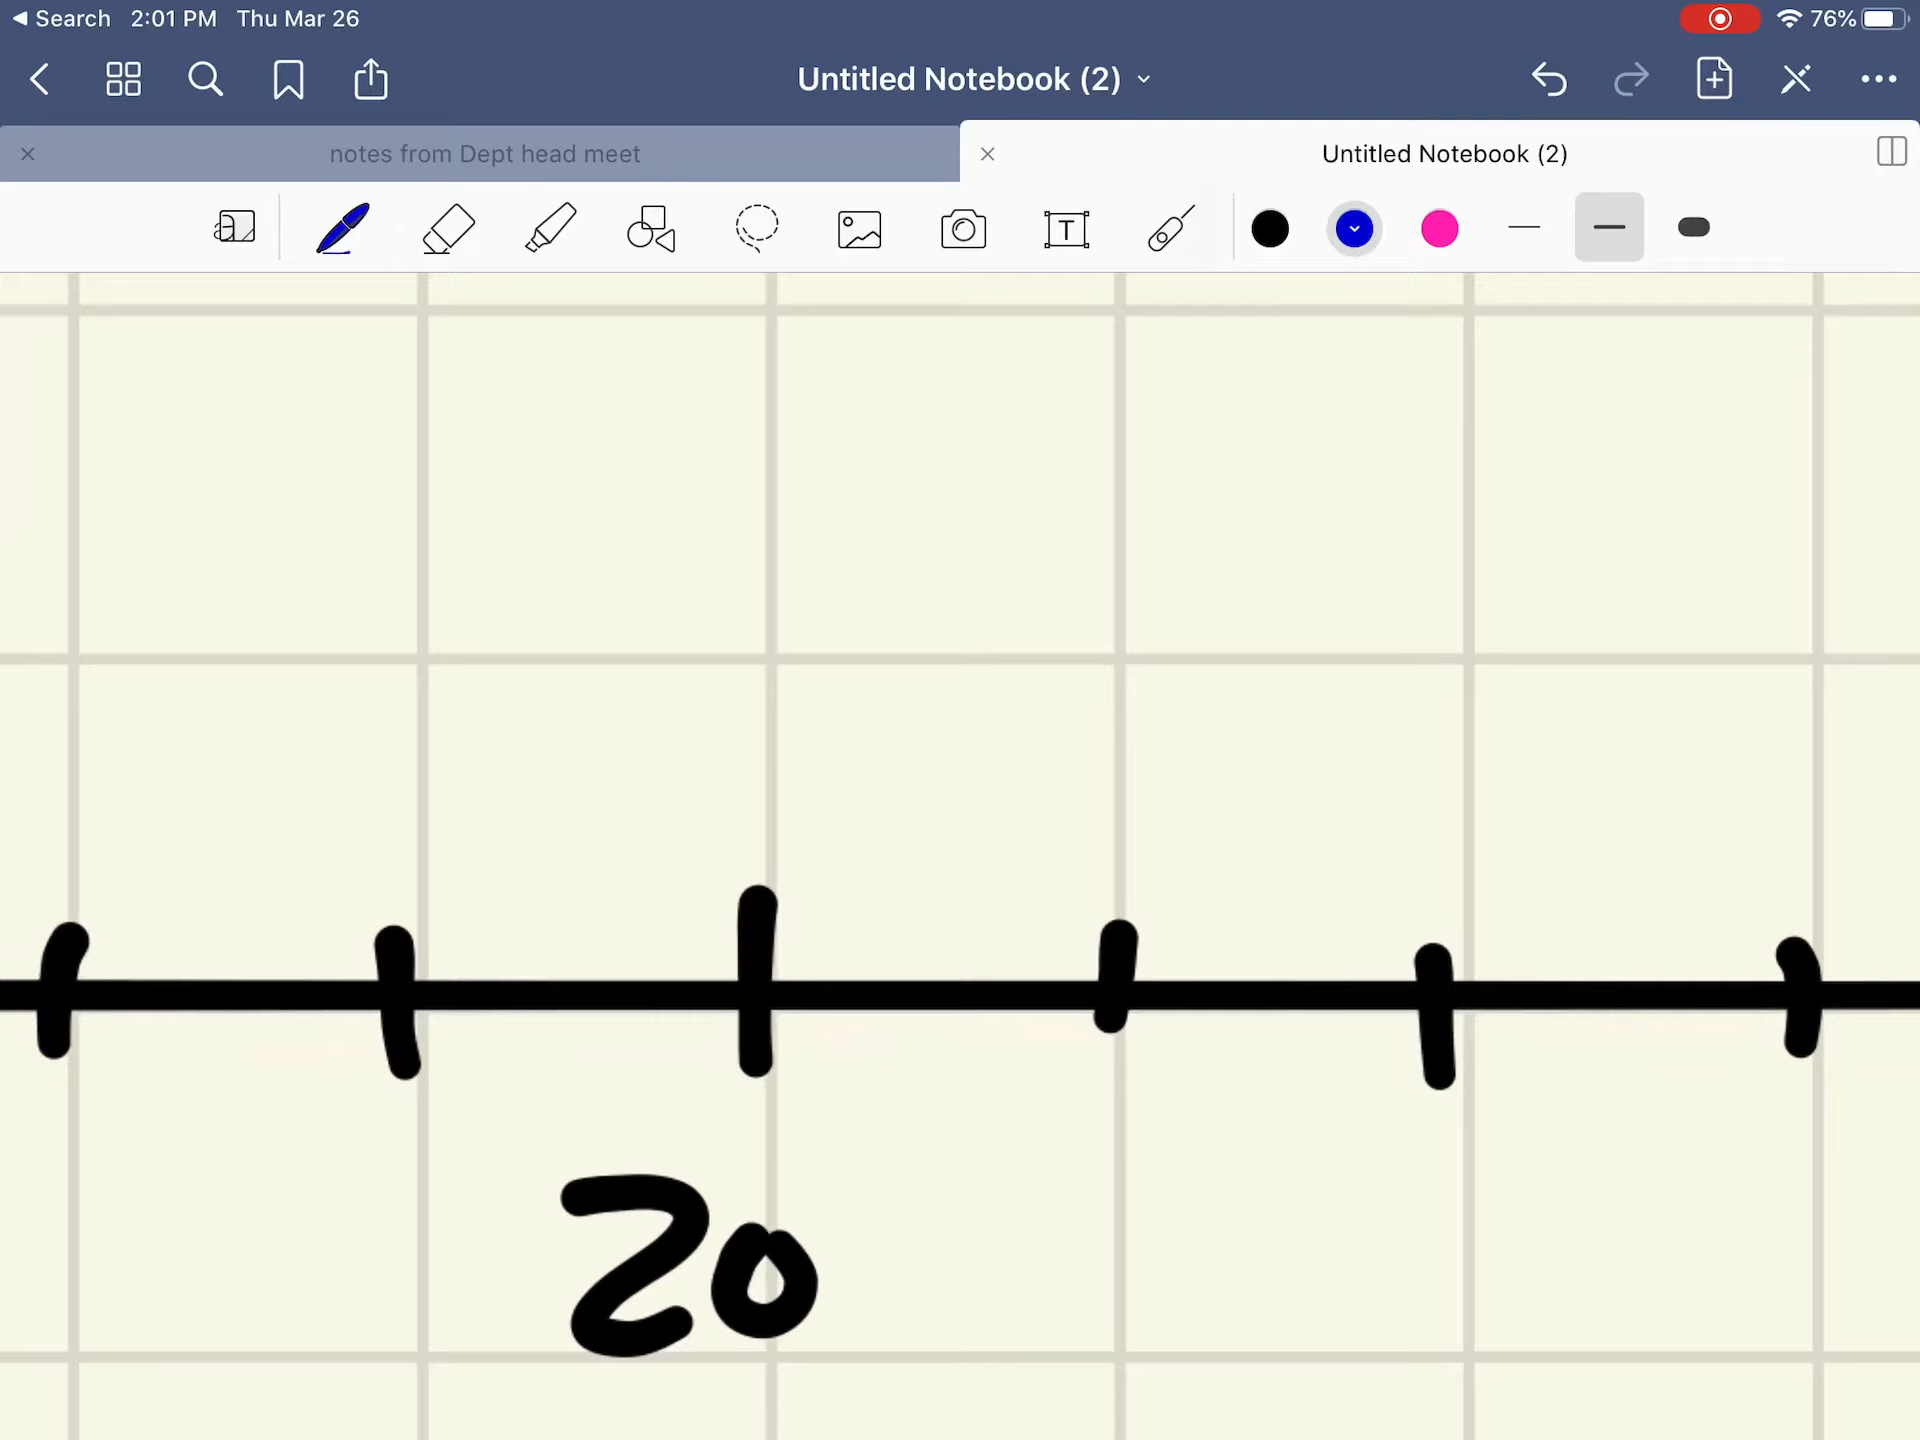 Search 2:01 PM Thu Mar 26 76%
Untitled Notebook (2)
notes from Dept head meet Untitled Notebook (2)
T
20